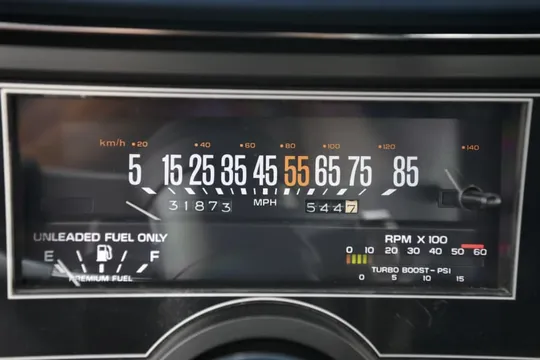 km/h 20 40 60 80 100 120 140
5 15 25 35 45 55 65 75 85
31873 MPH 5447
UNLEADED FUEL ONLY
E F
PREMIUM FUEL
RPM X 100
0 10 20 30 40 50 60
TURBO BOOST-PSI
0 5 10 15